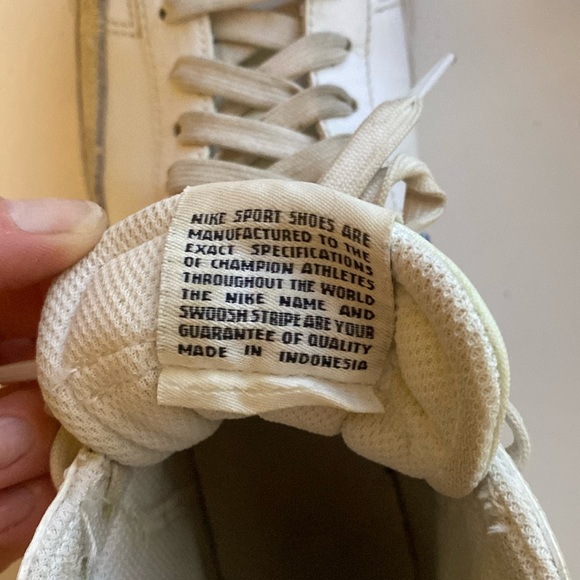 NIKE SPORT SHOES ARE
MANUFACTURED TO THE
EXACT SPECIFICATIONS
OF CHAMPION ATHLETES
THROUGHOUT THE WORLD
THE NIKE NAME AND
SWOOSH STRIPE ARE YOUR
GUARANTEE OF QUALITY
MADE IN INDONESIA